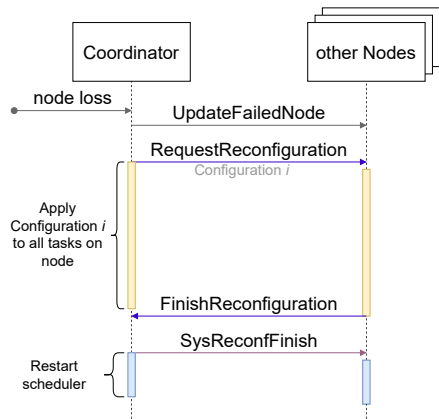 Coordinator
other Nodes
node loss
UpdateFailedNode
RequestReconfiguration
Configuration i
Apply
Configuration i
to all tasks on
node
FinishReconfiguration
SysReconfFinish
Restart
scheduler